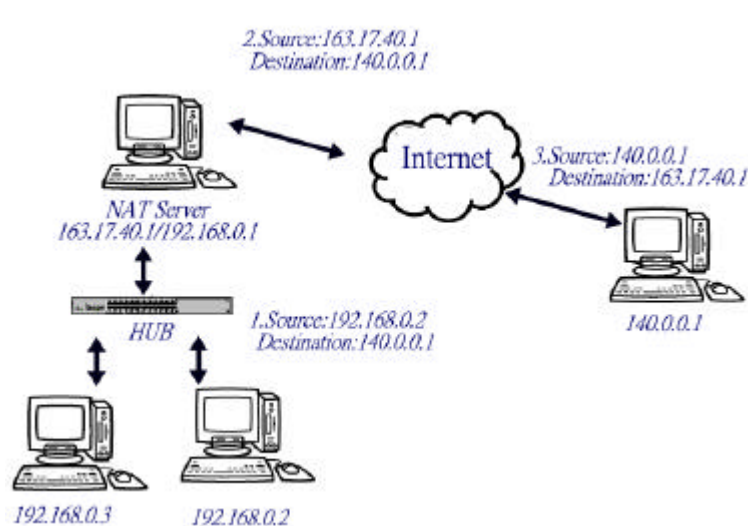 2.Source:163.17.40.1
Destination:140.0.0.1
Internet
3.Source:140.0.0.1
Destination:163.17.40.1
NAT Server
163.17.40.1/192.168.0.1
HUB
1.Source:192.168.0.2
Destination:140.0.0.1
140.0.0.1
192.168.0.3
192.168.0.2